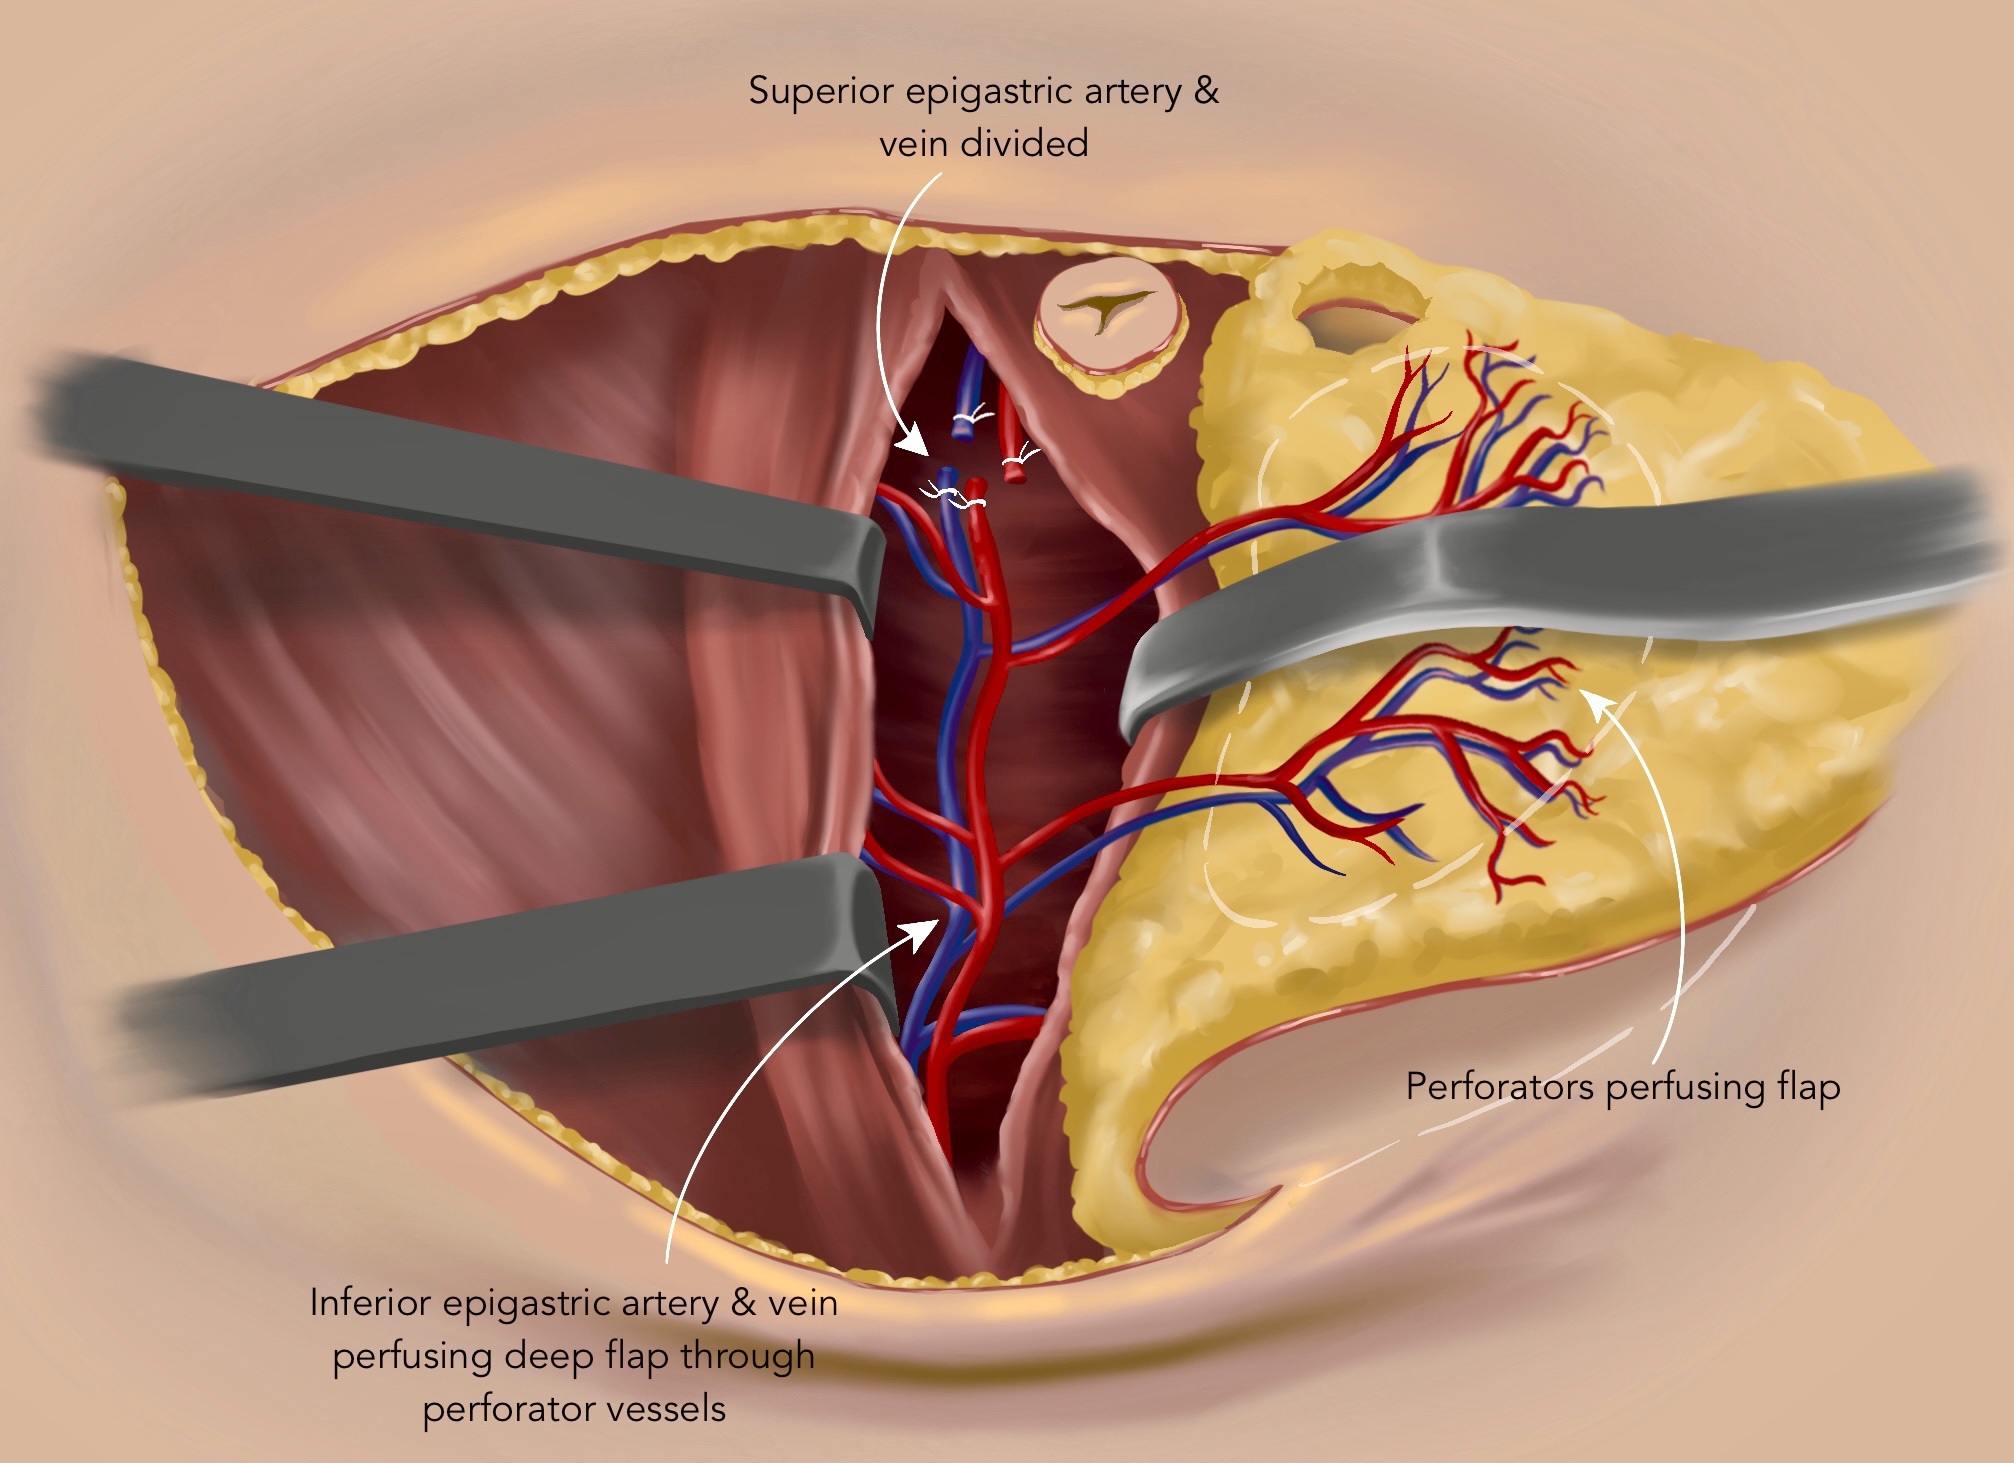 Superior epigastric artery &
vein divided
Perforators perfusing flap
Inferior epigastric artery & vein
perfusing deep flap through
perforator vessels